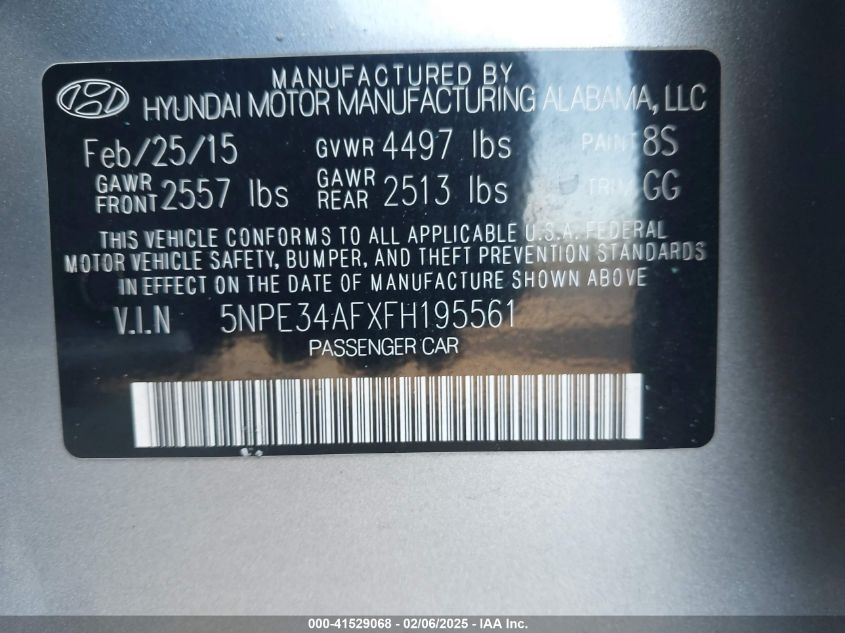 MANUFACTURED BY
HYUNDAI MOTOR MANUFACTURING ALABAMA, LLC
Feb/25/15 GVWR 4497 lbs PAINT 8S
GAWR FRONT 2557 lbs GAWR REAR 2513 lbs TRIM GG
THIS VEHICLE CONFORMS TO ALL APPLICABLE U.S.A. FEDERAL
MOTOR VEHICLE SAFETY, BUMPER, AND THEFT PREVENTION STANDARDS
IN EFFECT ON THE DATE OF MANUFACTURE SHOWN ABOVE
V.I.N 5NPE34AFXFH195561
PASSENGER CAR
000-41529068 - 02/06/2025 - IAA Inc.